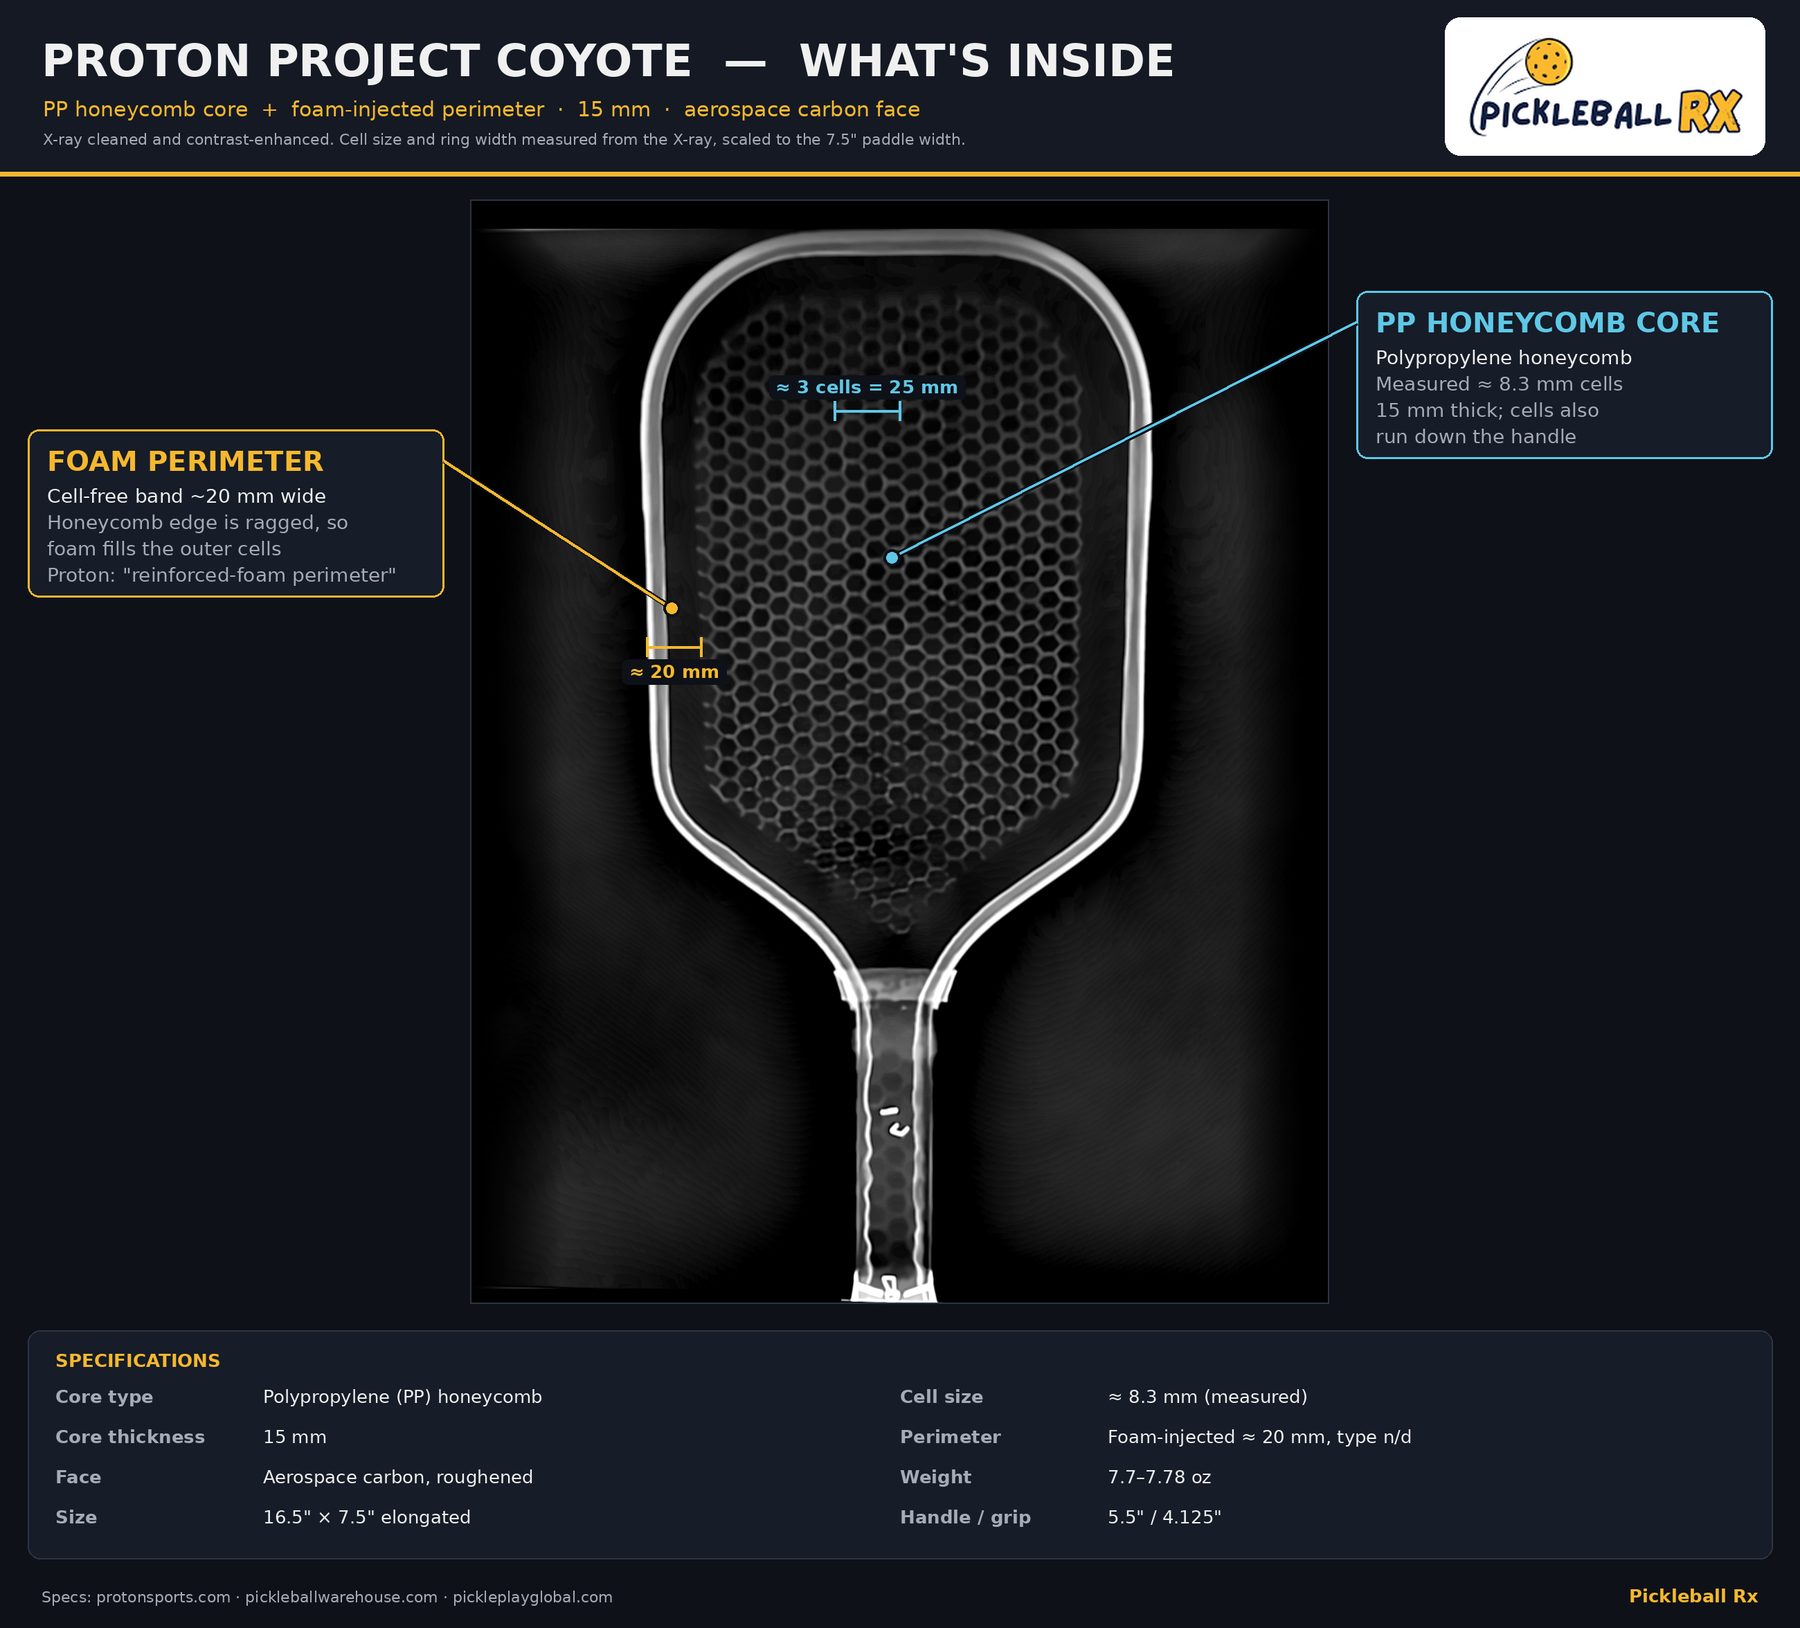 PROTON PROJECT COYOTE — WHAT'S INSIDE
PP honeycomb core + foam-injected perimeter · 15 mm · aerospace carbon face
X-ray cleaned and contrast-enhanced. Cell size and ring width measured from the X-ray, scaled to the 7.5" paddle width.
PICKLEBALL RX
PP HONEYCOMB CORE
Polypropylene honeycomb
Measured ≈ 8.3 mm cells
15 mm thick; cells also
run down the handle
≈ 3 cells = 25 mm
FOAM PERIMETER
Cell-free band ~20 mm wide
Honeycomb edge is ragged, so
foam fills the outer cells
Proton: "reinforced-foam perimeter"
≈ 20 mm
SPECIFICATIONS
Core type Polypropylene (PP) honeycomb Cell size ≈ 8.3 mm (measured)
Core thickness 15 mm Perimeter Foam-injected ≈ 20 mm, type n/d
Face Aerospace carbon, roughened Weight 7.7–7.78 oz
Size 16.5" × 7.5" elongated Handle / grip 5.5" / 4.125"
Specs: protonsports.com · pickleballwarehouse.com · pickleplayglobal.com Pickleball Rx